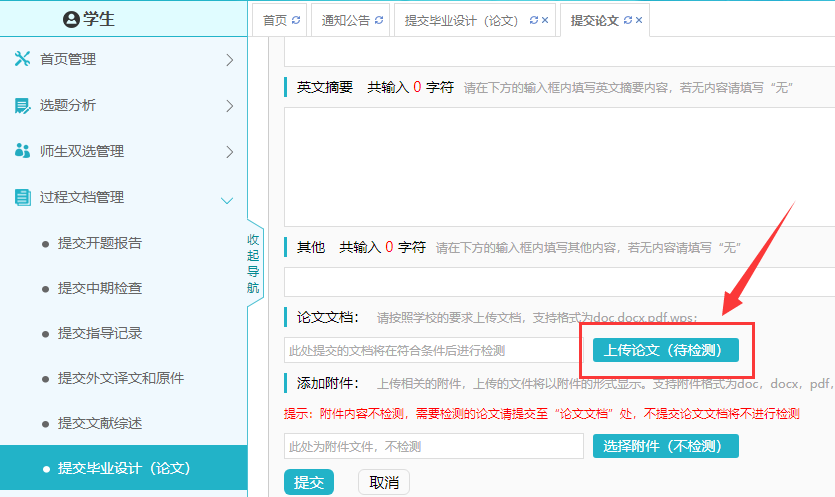 学生
首页管理
选题分析
师生双选管理
过程文档管理
提交开题报告
提交中期检查
提交指导记录
提交外文译文和原件
提交文献综述
提交毕业设计（论文）
收起导航
首页 通知公告 提交毕业设计（论文） 提交论文
英文摘要 共输入 0 字符 请在下方的输入框内填写英文摘要内容，若无内容请填写“无”
其他 共输入 0 字符 请在下方的输入框内填写其他内容，若无内容请填写“无”
论文文档： 请按照学校的要求上传文档，支持格式为doc,docx,pdf,wps;
此处提交的文档将在符合条件后进行检测 上传论文（待检测）
添加附件： 上传相关的附件，上传的文件将以附件的形式显示。支持附件格式为doc，docx，pdf，
提示：附件内容不检测，需要检测的论文请提交至“论文文档”处，不提交论文文档将不进行检测
此处为附件文件，不检测 选择附件（不检测）
提交 取消